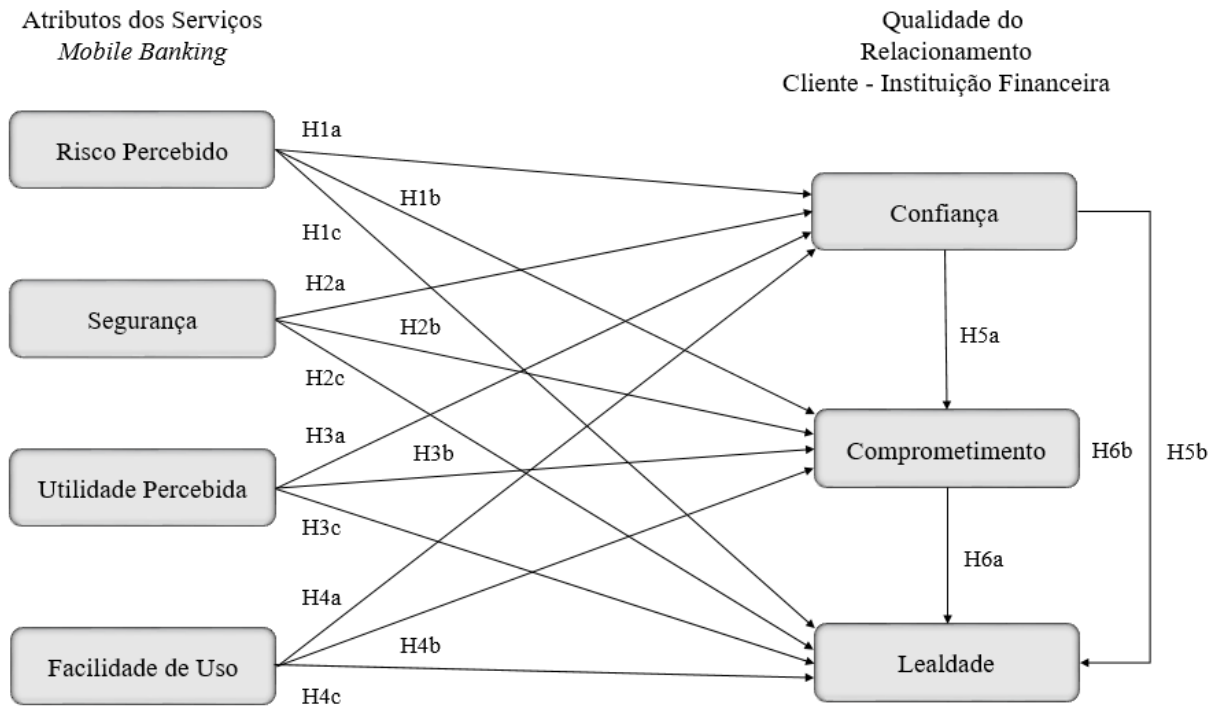 Atributos dos Serviços
Mobile Banking
Qualidade do
Relacionamento
Cliente - Instituição Financeira
Risco Percebido
H1a
H1b
H1c
Confiança
Segurança
H2a
H2b
H2c
H5a
Utilidade Percebida
H3a
H3b
H3c
Comprometimento
H6b
H5b
H6a
Facilidade de Uso
H4a
H4b
H4c
Lealdade